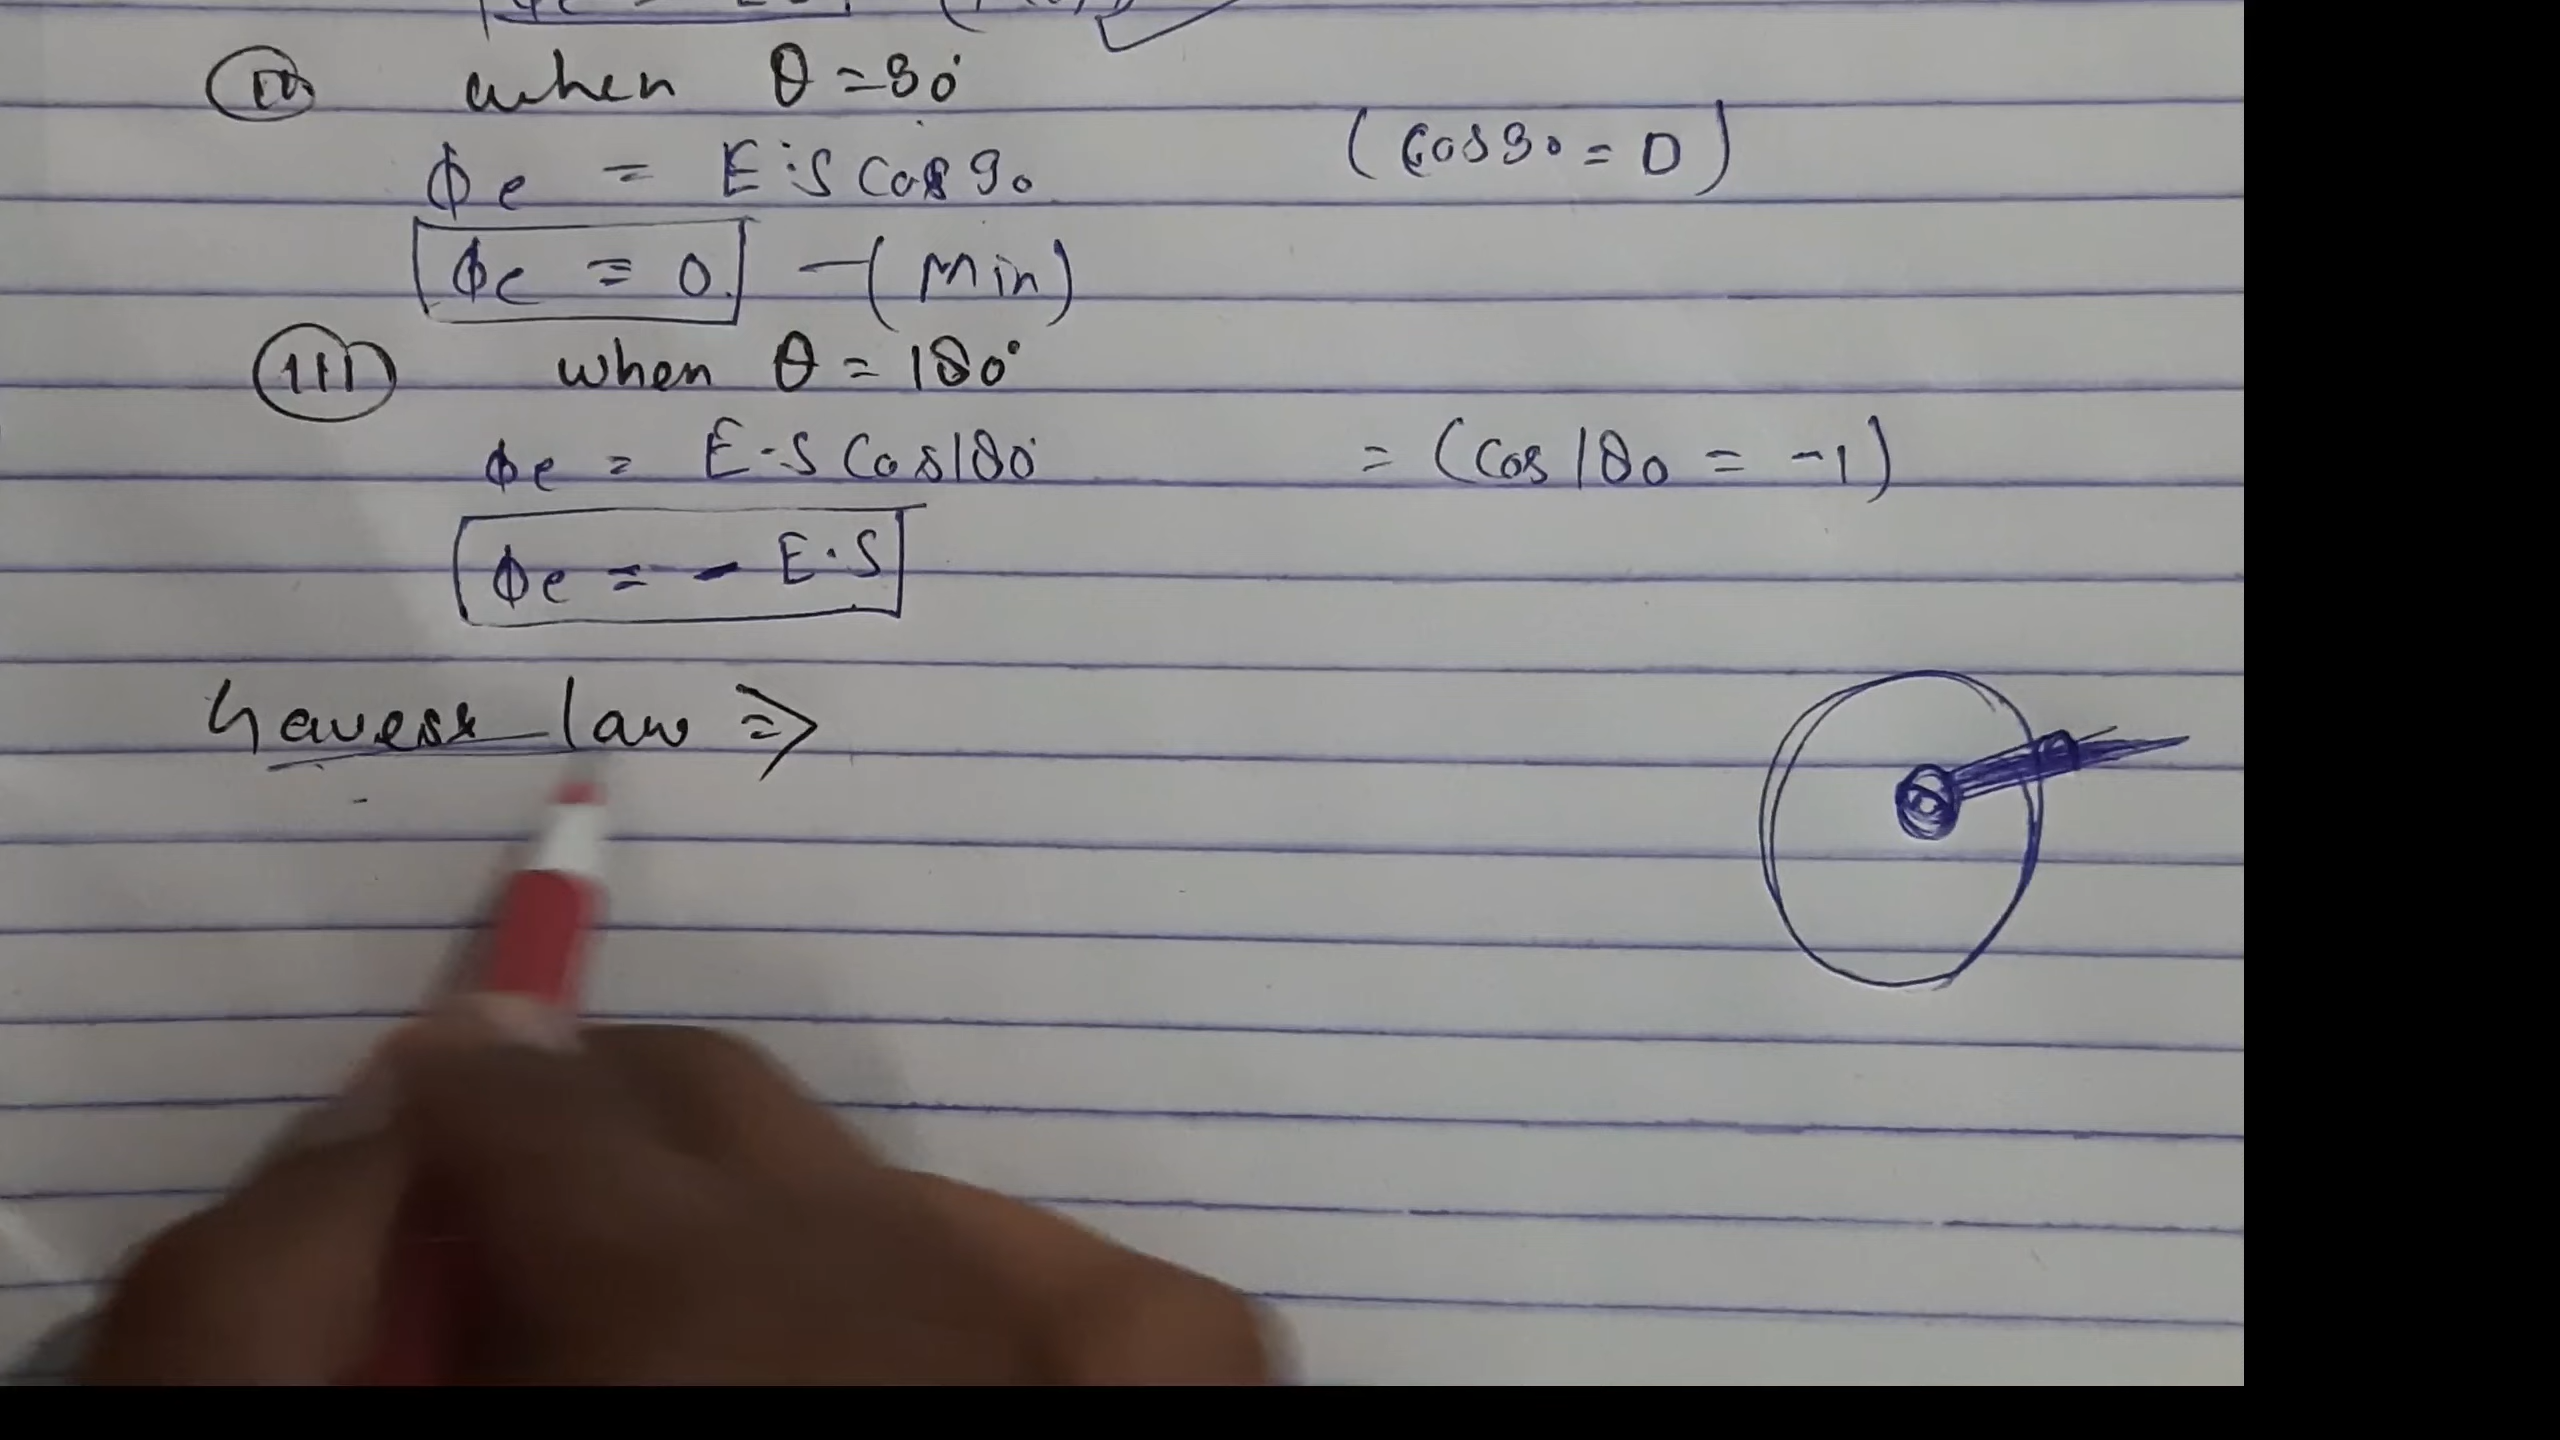 (ii) when θ = 90°
ϕe = E·S Cos 90 (Cos 90 = 0)
ϕe = 0 — (Min)
(III) when θ = 180°
ϕe = E·S Cos 180° = (Cos 180 = -1)
ϕe = - E·S
law ⇒